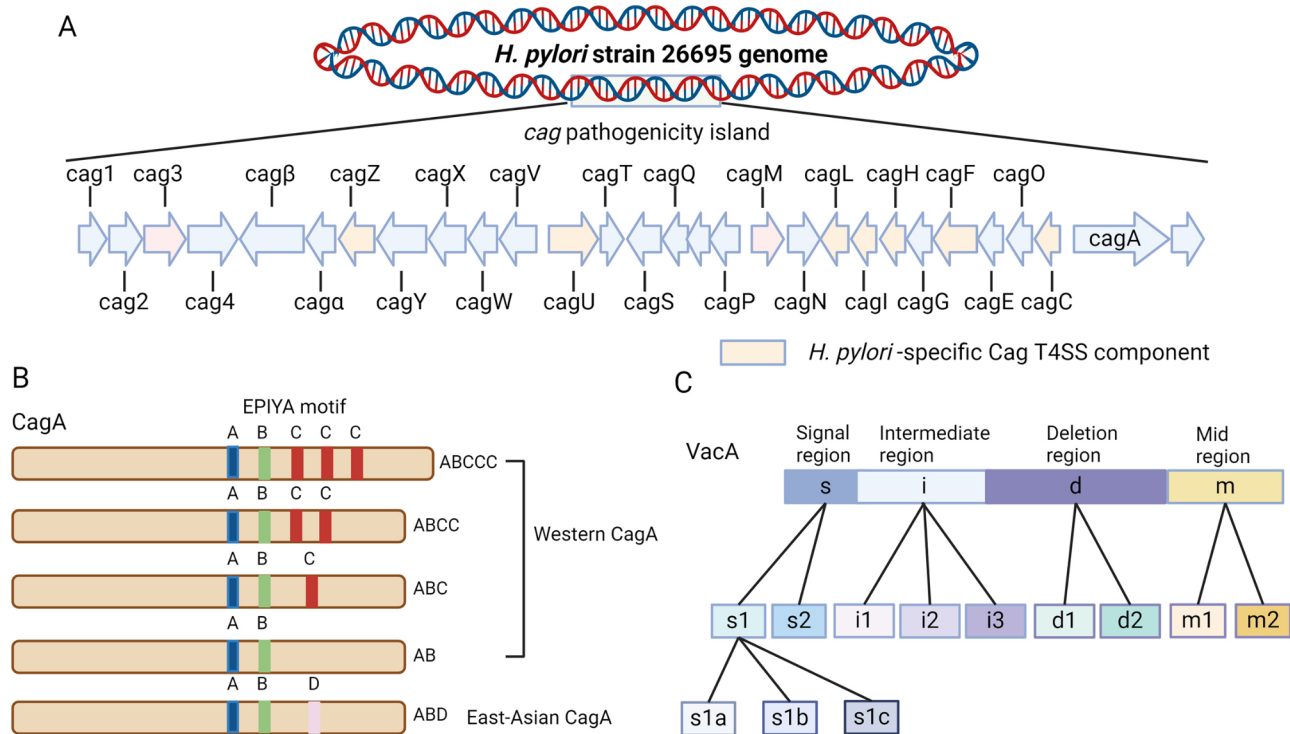 A
H. pylori strain 26695 genome
cag pathogenicity island
cag1 cag3 cagβ cagZ cagX cagV cagT cagQ cagM cagL cagH cagF cagO
cagA
cag2 cag4 cagα cagY cagW cagU cagS cagP cagN cagI cagG cagE cagC
H. pylori -specific Cag T4SS component
B
CagA
EPIYA motif
A B C C C
ABCCC
A B C C
ABCC
Western CagA
A B C
ABC
A B
AB
A B D
ABD East-Asian CagA
C
VacA
Signal region
Intermediate region
Deletion region
Mid region
s i d m
s1 s2 i1 i2 i3 d1 d2 m1 m2
s1a s1b s1c